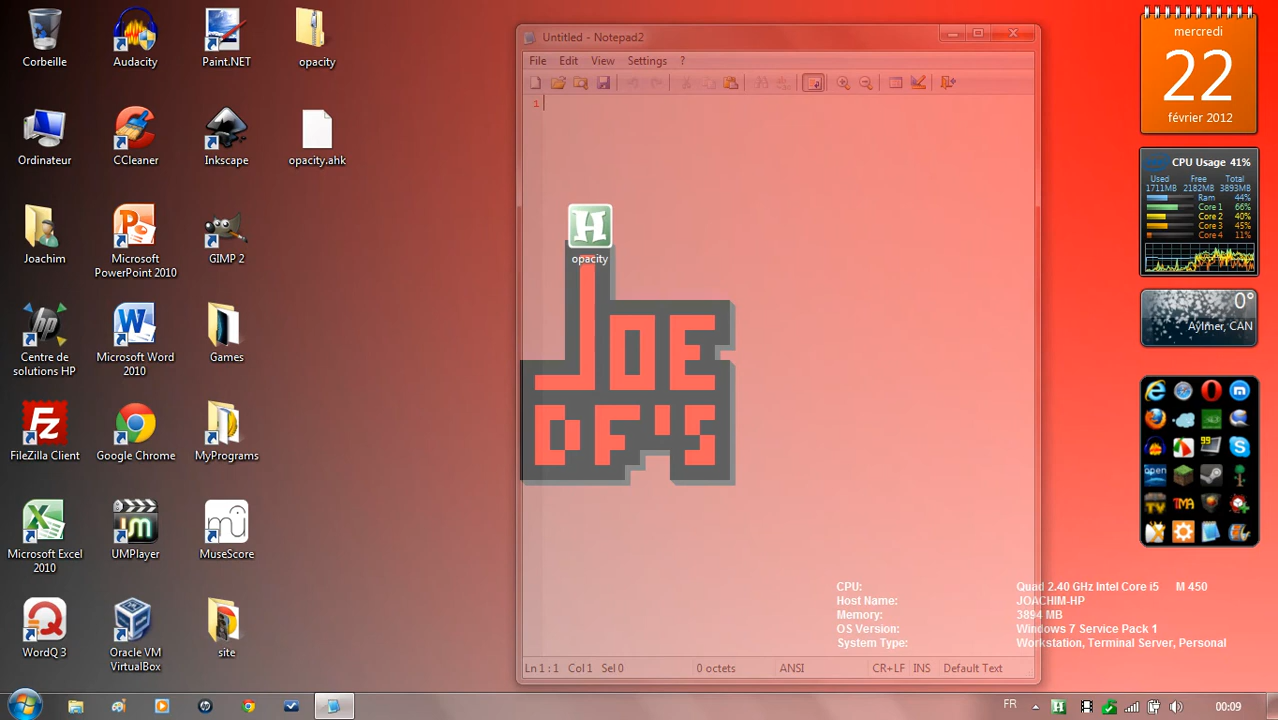 Corbeille
Audacity
Paint.NET
opacity
Ordinateur
CCleaner
Inkscape
opacity.ahk
Joachim
Microsoft
PowerPoint 2010
GIMP 2
Centre de
solutions HP
Microsoft Word
2010
Games
FileZilla Client
Google Chrome
MyPrograms
Microsoft Excel
2010
UMPlayer
MuseScore
WordQ 3
Oracle VM
VirtualBox
site
Untitled - Notepad2
File Edit View Settings ?
1
opacity
JOE
DF'S
Ln 1 : 1 Col 1 Sel 0 0 octets ANSI CR+LF INS Default Text
mercredi
22
février 2012
CPU Usage 41%
Used Free Total
1711MB 2182MB 3893MB
Ram 44%
Core 1 66%
Core 2 40%
Core 3 45%
Core 4 11%
0°
Aylmer, CAN
CPU: Quad 2.40 GHz Intel Core i5 M 450
Host Name: JOACHIM-HP
Memory: 3894 MB
OS Version: Windows 7 Service Pack 1
System Type: Workstation, Terminal Server, Personal
FR 00:09